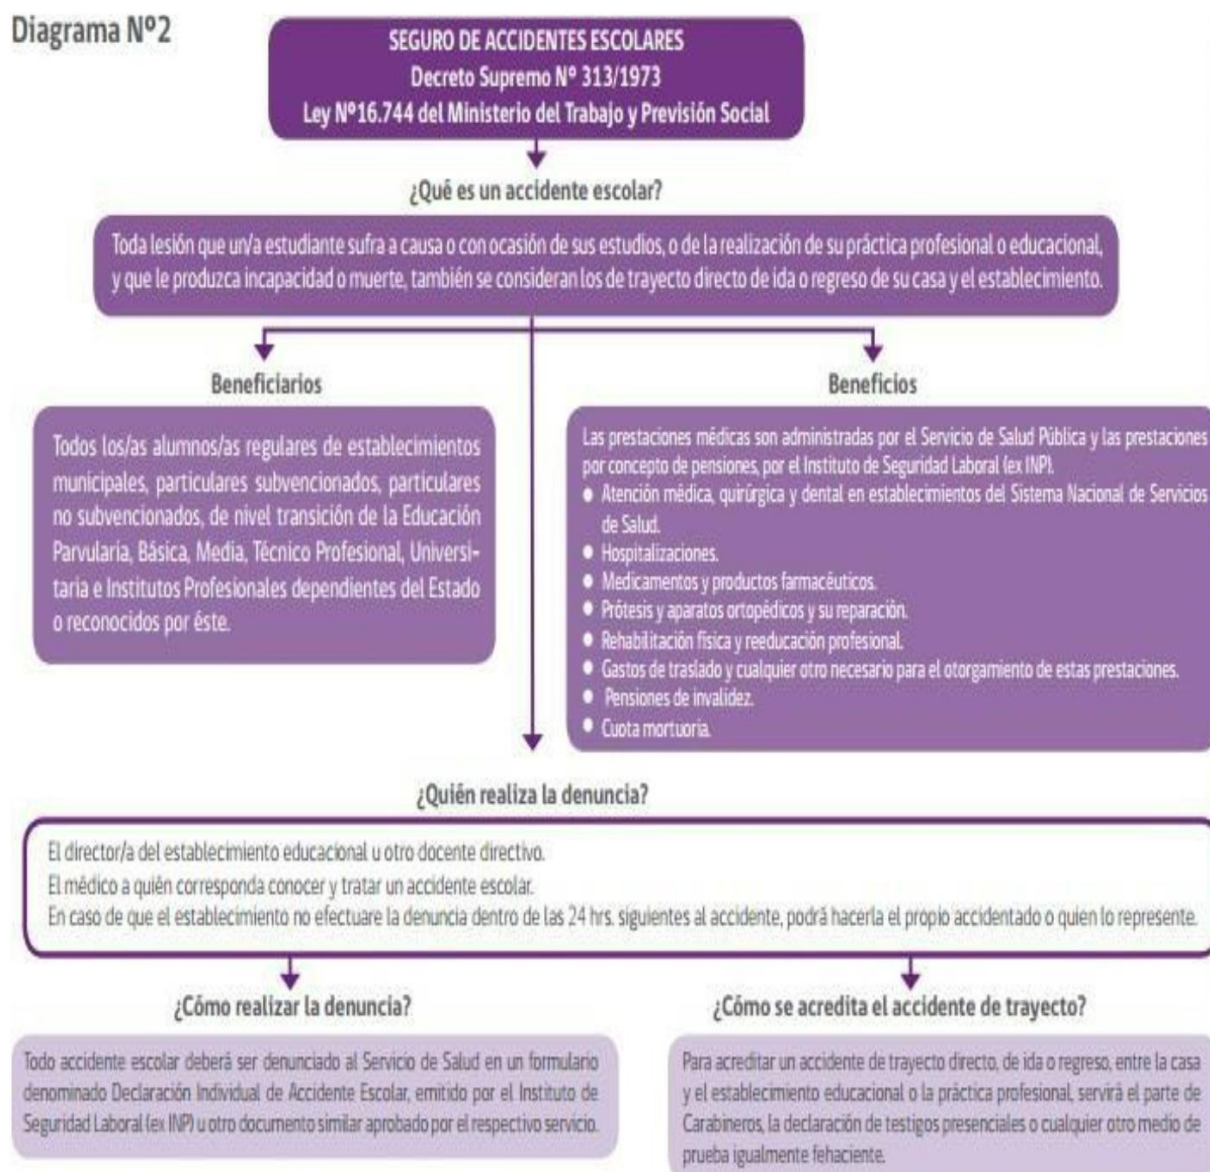 Diagrama Nº2
SEGURO DE ACCIDENTES ESCOLARES
Decreto Supremo Nº 313/1973
Ley Nº16.744 del Ministerio del Trabajo y Previsión Social
¿Qué es un accidente escolar?
Toda lesión que un/a estudiante sufra a causa o con ocasión de sus estudios, o de la realización de su práctica profesional o educacional,
y que le produzca incapacidad o muerte, también se consideran los de trayecto directo de ida o regreso de su casa y el establecimiento.
Beneficiarios
Todos los/as alumnos/as regulares de establecimientos
municipales, particulares subvencionados, particulares
no subvencionados, de nivel transición de la Educación
Parvularia, Básica, Media, Técnico Profesional, Universi-
taria e Institutos Profesionales dependientes del Estado
o reconocidos por éste.
Beneficios
Las prestaciones médicas son administradas por el Servicio de Salud Pública y las prestaciones
por concepto de pensiones, por el Instituto de Seguridad Laboral (ex INP).
● Atención médica, quirúrgica y dental en establecimientos del Sistema Nacional de Servicios
de Salud.
● Hospitalizaciones.
● Medicamentos y productos farmacéuticos.
● Prótesis y aparatos ortopédicos y su reparación.
● Rehabilitación física y reeducación profesional.
● Gastos de traslado y cualquier otro necesario para el otorgamiento de estas prestaciones.
● Pensiones de invalidez.
● Cuota mortuoria.
¿Quién realiza la denuncia?
El director/a del establecimiento educacional u otro docente directivo.
El médico a quién corresponda conocer y tratar un accidente escolar.
En caso de que el establecimiento no efectuare la denuncia dentro de las 24 hrs. siguientes al accidente, podrá hacerla el propio accidentado o quien lo represente.
¿Cómo realizar la denuncia?
Todo accidente escolar deberá ser denunciado al Servicio de Salud en un formulario
denominado Declaración Individual de Accidente Escolar, emitido por el Instituto de
Seguridad Laboral (ex INP) u otro documento similar aprobado por el respectivo servicio.
¿Cómo se acredita el accidente de trayecto?
Para acreditar un accidente de trayecto directo, de ida o regreso, entre la casa
y el establecimiento educacional o la práctica profesional, servirá el parte de
Carabineros, la declaración de testigos presenciales o cualquier otro medio de
prueba igualmente fehaciente.